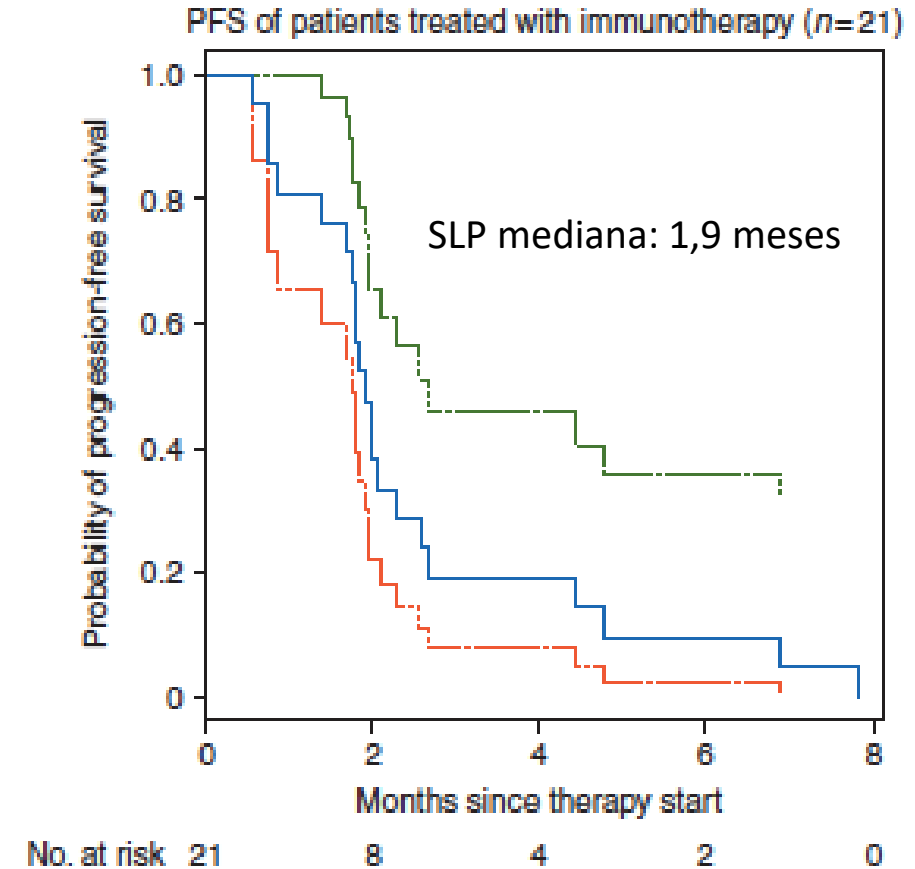 PFS of patients treated with immunotherapy (n=21)
1.0
0.8
0.6
0.4
0.2
0
Probability of progression-free survival
SLP mediana: 1,9 meses
0 2 4 6 8
Months since therapy start
No. at risk 21 8 4 2 0